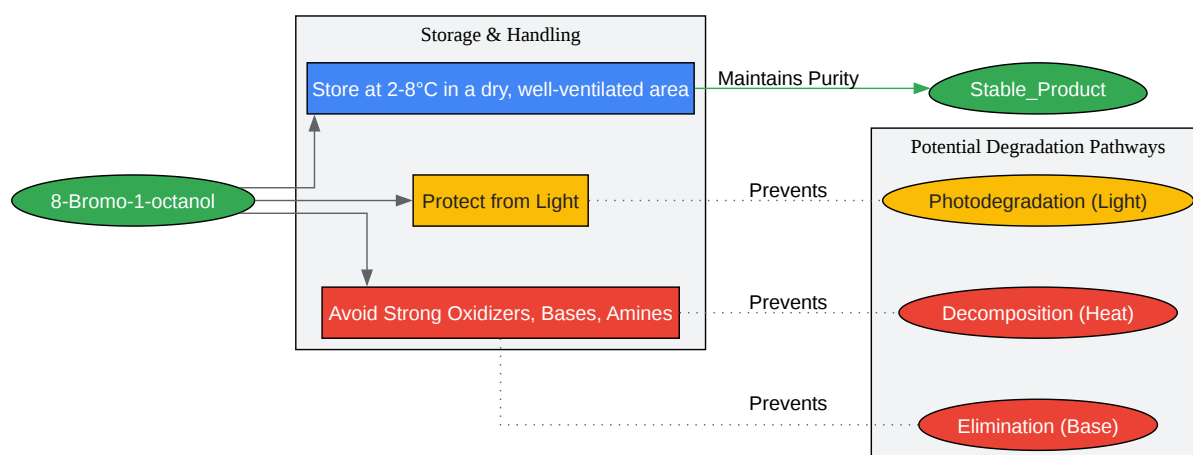 Storage & Handling
Store at 2-8°C in a dry, well-ventilated area
Maintains Purity
Stable_Product
Potential Degradation Pathways
8-Bromo-1-octanol
Protect from Light
Prevents
Photodegradation (Light)
Avoid Strong Oxidizers, Bases, Amines
Prevents
Decomposition (Heat)
Prevents
Elimination (Base)